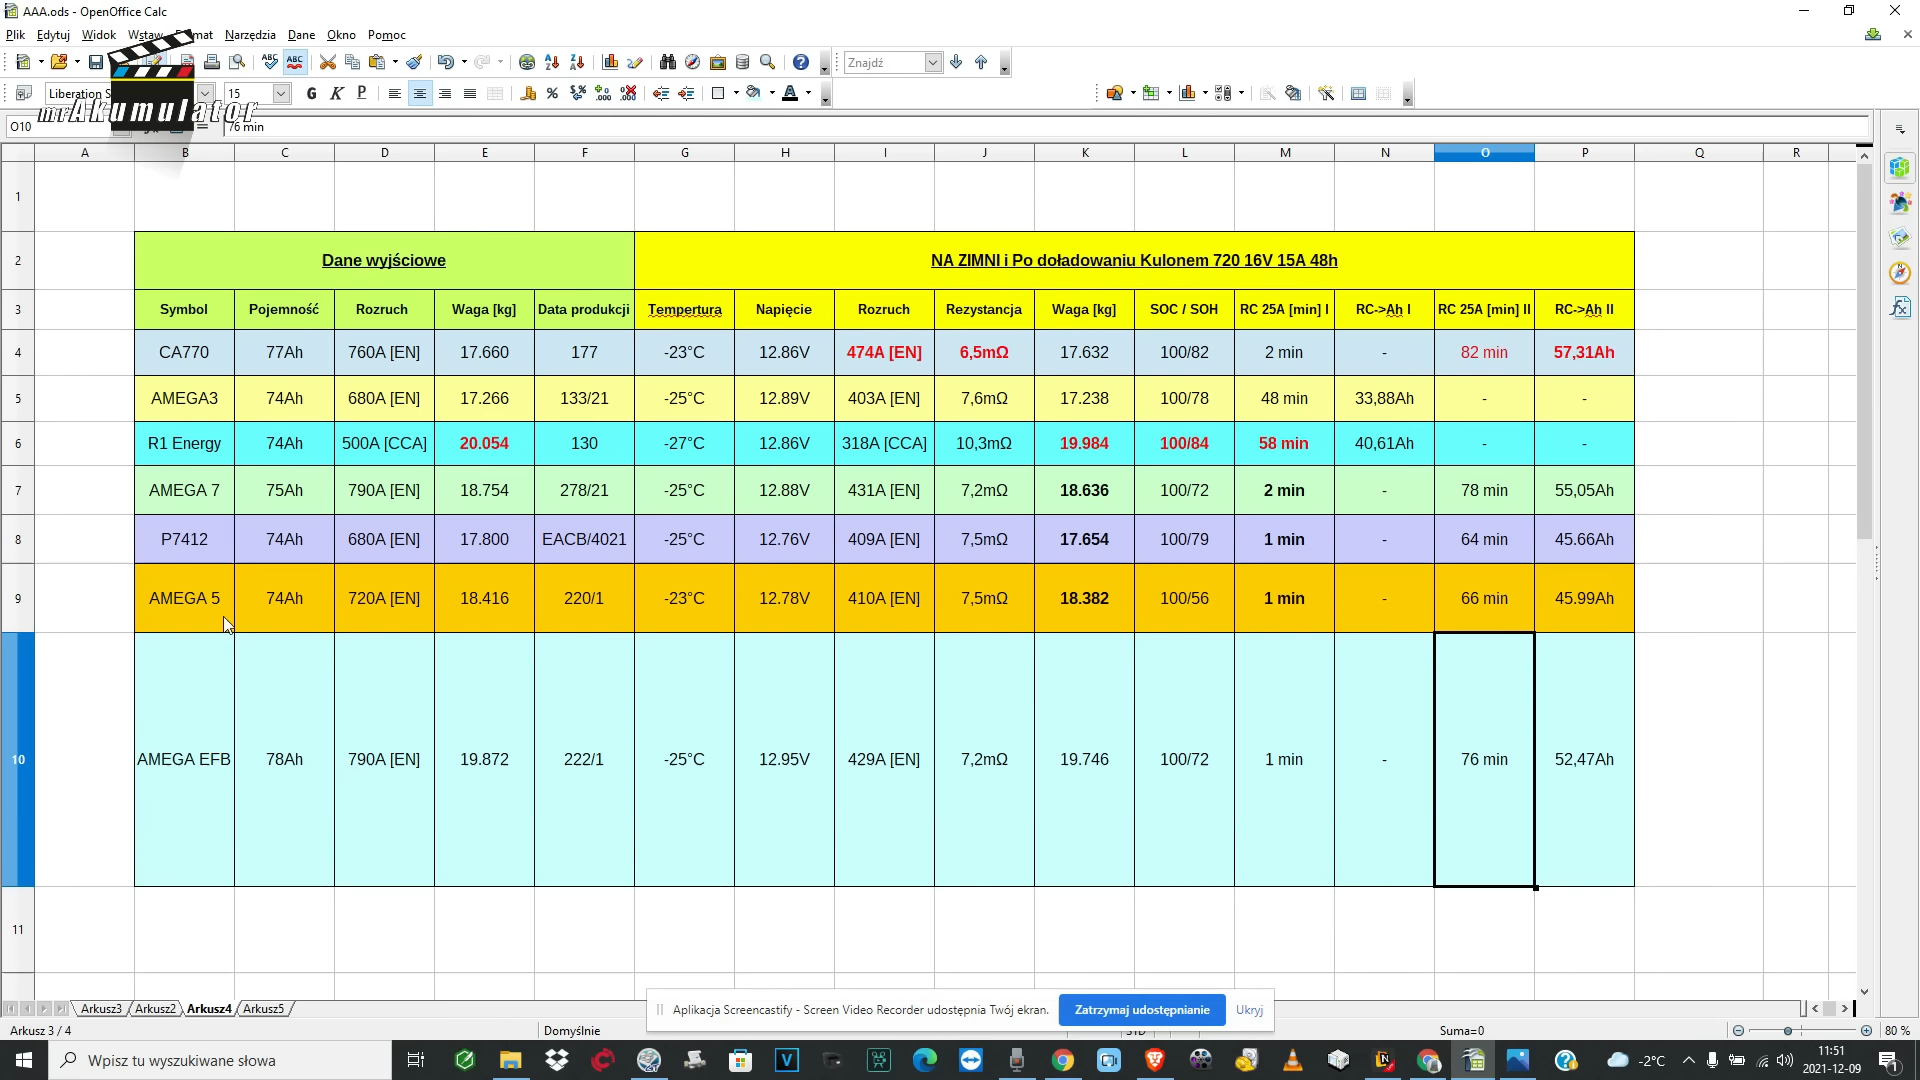 AAA.ods - OpenOffice Calc
Plik Edytuj Widok Wstaw Format Narzędzia Dane Okno Pomoc
Znajdź
Liberation S 15 G K P
mrAkumulator
O10 76 min
A B C D E F G H I J K L M N O P Q R
1
2 Dane wyjściowe NA ZIMNI i Po doładowaniu Kulonem 720 16V 15A 48h
3 Symbol Pojemność Rozruch Waga [kg] Data produkcji Tempertura Napięcie Rozruch Rezystancja Waga [kg] SOC / SOH RC 25A [min] I RC->Ah I RC 25A [min] II RC->Ah II
4 CA770 77Ah 760A [EN] 17.660 177 -23°C 12.86V 474A [EN] 6,5mΩ 17.632 100/82 2 min - 82 min 57,31Ah
5 AMEGA3 74Ah 680A [EN] 17.266 133/21 -25°C 12.89V 403A [EN] 7,6mΩ 17.238 100/78 48 min 33,88Ah - -
6 R1 Energy 74Ah 500A [CCA] 20.054 130 -27°C 12.86V 318A [CCA] 10,3mΩ 19.984 100/84 58 min 40,61Ah - -
7 AMEGA 7 75Ah 790A [EN] 18.754 278/21 -25°C 12.88V 431A [EN] 7,2mΩ 18.636 100/72 2 min - 78 min 55,05Ah
8 P7412 74Ah 680A [EN] 17.800 EACB/4021 -25°C 12.76V 409A [EN] 7,5mΩ 17.654 100/79 1 min - 64 min 45.66Ah
9 AMEGA 5 74Ah 720A [EN] 18.416 220/1 -23°C 12.78V 410A [EN] 7,5mΩ 18.382 100/56 1 min - 66 min 45.99Ah
10 AMEGA EFB 78Ah 790A [EN] 19.872 222/1 -25°C 12.95V 429A [EN] 7,2mΩ 19.746 100/72 1 min - 76 min 52,47Ah
11
Arkusz3 Arkusz2 Arkusz4 Arkusz5
Aplikacja Screencastify - Screen Video Recorder udostępnia Twój ekran. Zatrzymaj udostępnianie Ukryj
Arkusz 3 / 4 Domyślnie STD Suma=0 80 %
Wpisz tu wyszukiwane słowa
-2°C
11:51
2021-12-09